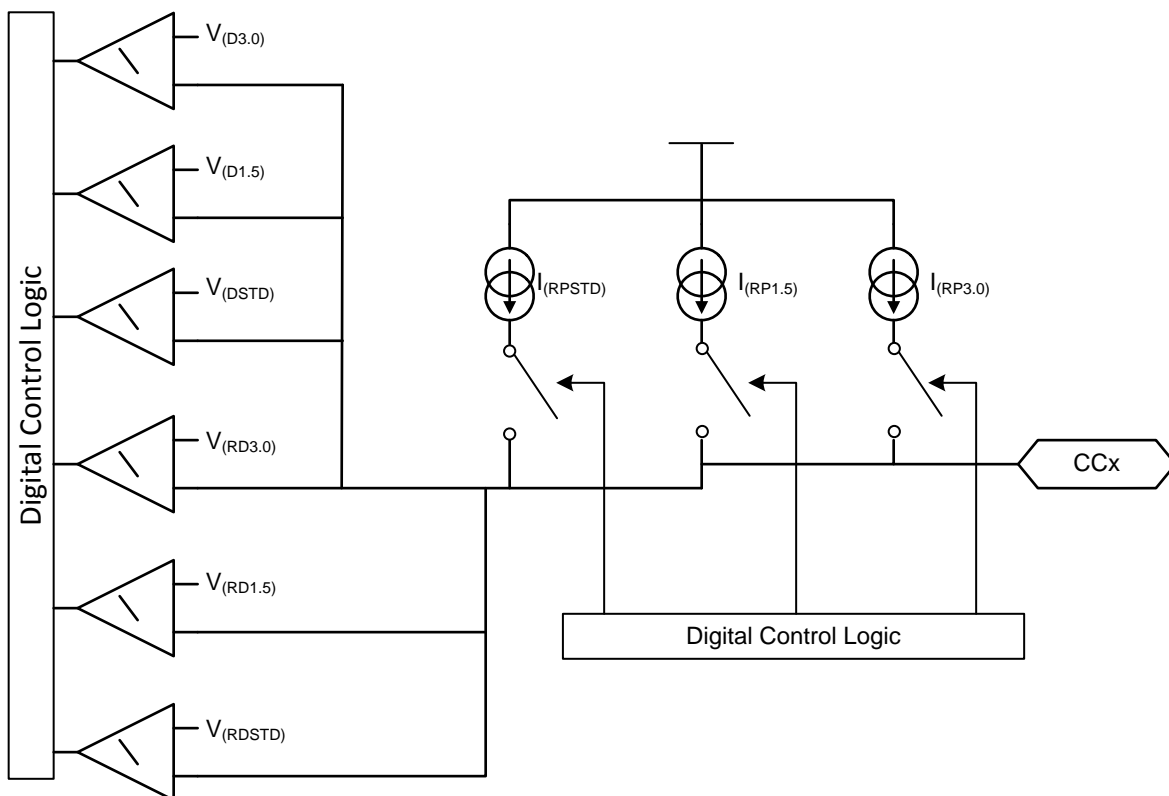 Digital Control Logic
V(D3.0)
V(D1.5)
V(DSTD)
V(RD3.0)
V(RD1.5)
V(RDSTD)
I(RPSTD)
I(RP1.5)
I(RP3.0)
CCx
Digital Control Logic